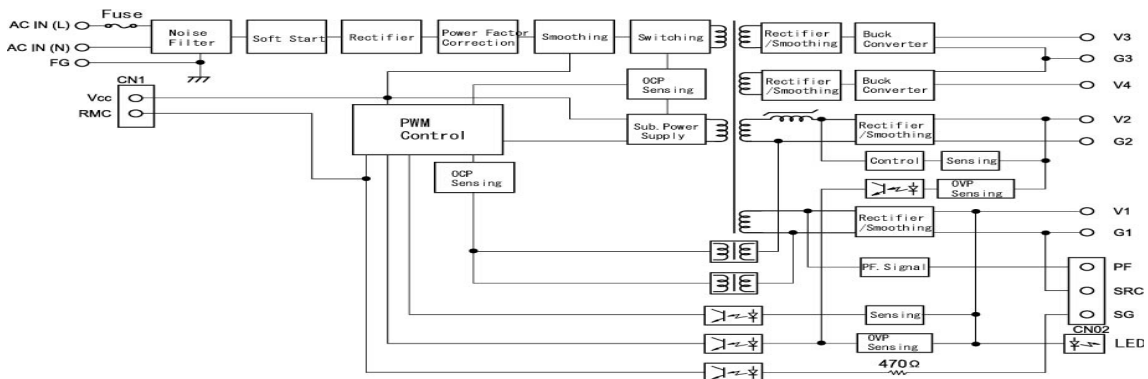 Fuse
AC IN (L)
AC IN (N)
FG
Noise
Filter
Soft Start
Rectifier
Power Factor
Correction
Smoothing
Switching
Rectifier
/Smoothing
Buck
Converter
V3
G3
CN1
Vcc
RMC
OCP
Sensing
Rectifier
/Smoothing
Buck
Converter
V4
PWM
Control
Sub.Power
Supply
Rectifier
/Smoothing
V2
G2
Control
Sensing
OCP
Sensing
OVP
Sensing
Rectifier
/Smoothing
V1
G1
PF.Signal
PF
SRC
SG
Sensing
CN02
OVP
Sensing
LED
470Ω